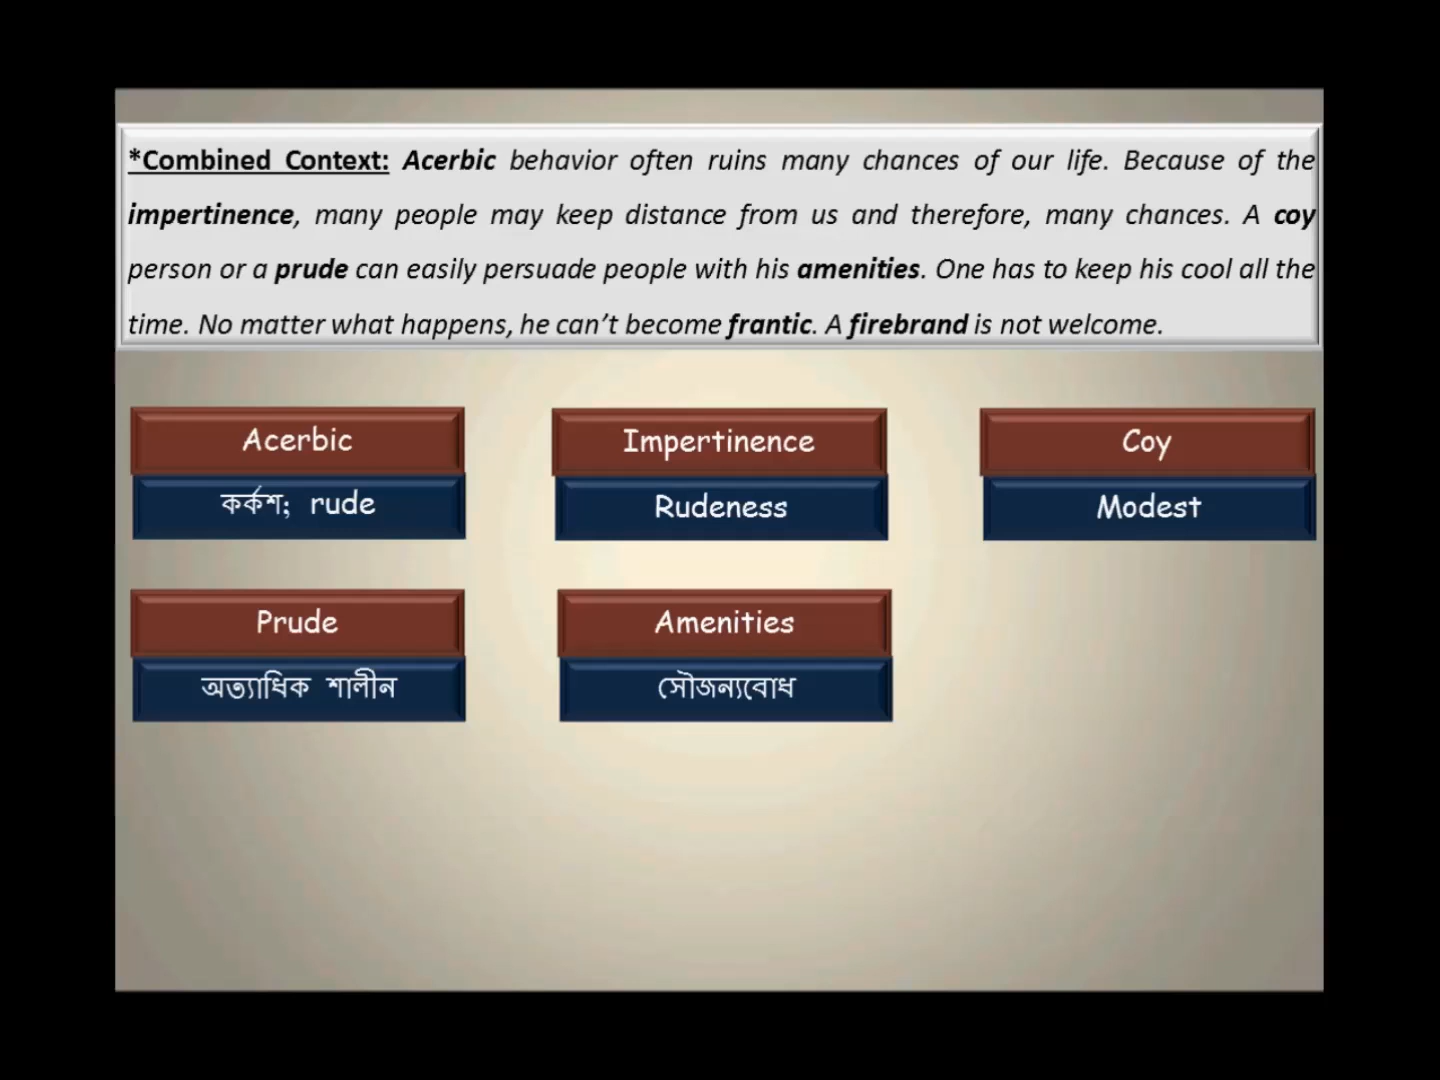 *Combined Context: Acerbic behavior often ruins many chances of our life. Because of the
impertinence, many people may keep distance from us and therefore, many chances. A coy
person or a prude can easily persuade people with his amenities. One has to keep his cool all the
time. No matter what happens, he can’t become frantic. A firebrand is not welcome.
Acerbic
কর্কশ; rude
Impertinence
Rudeness
Coy
Modest
Prude
অত্যাধিক শালীন
Amenities
সৌজন্যবোধ